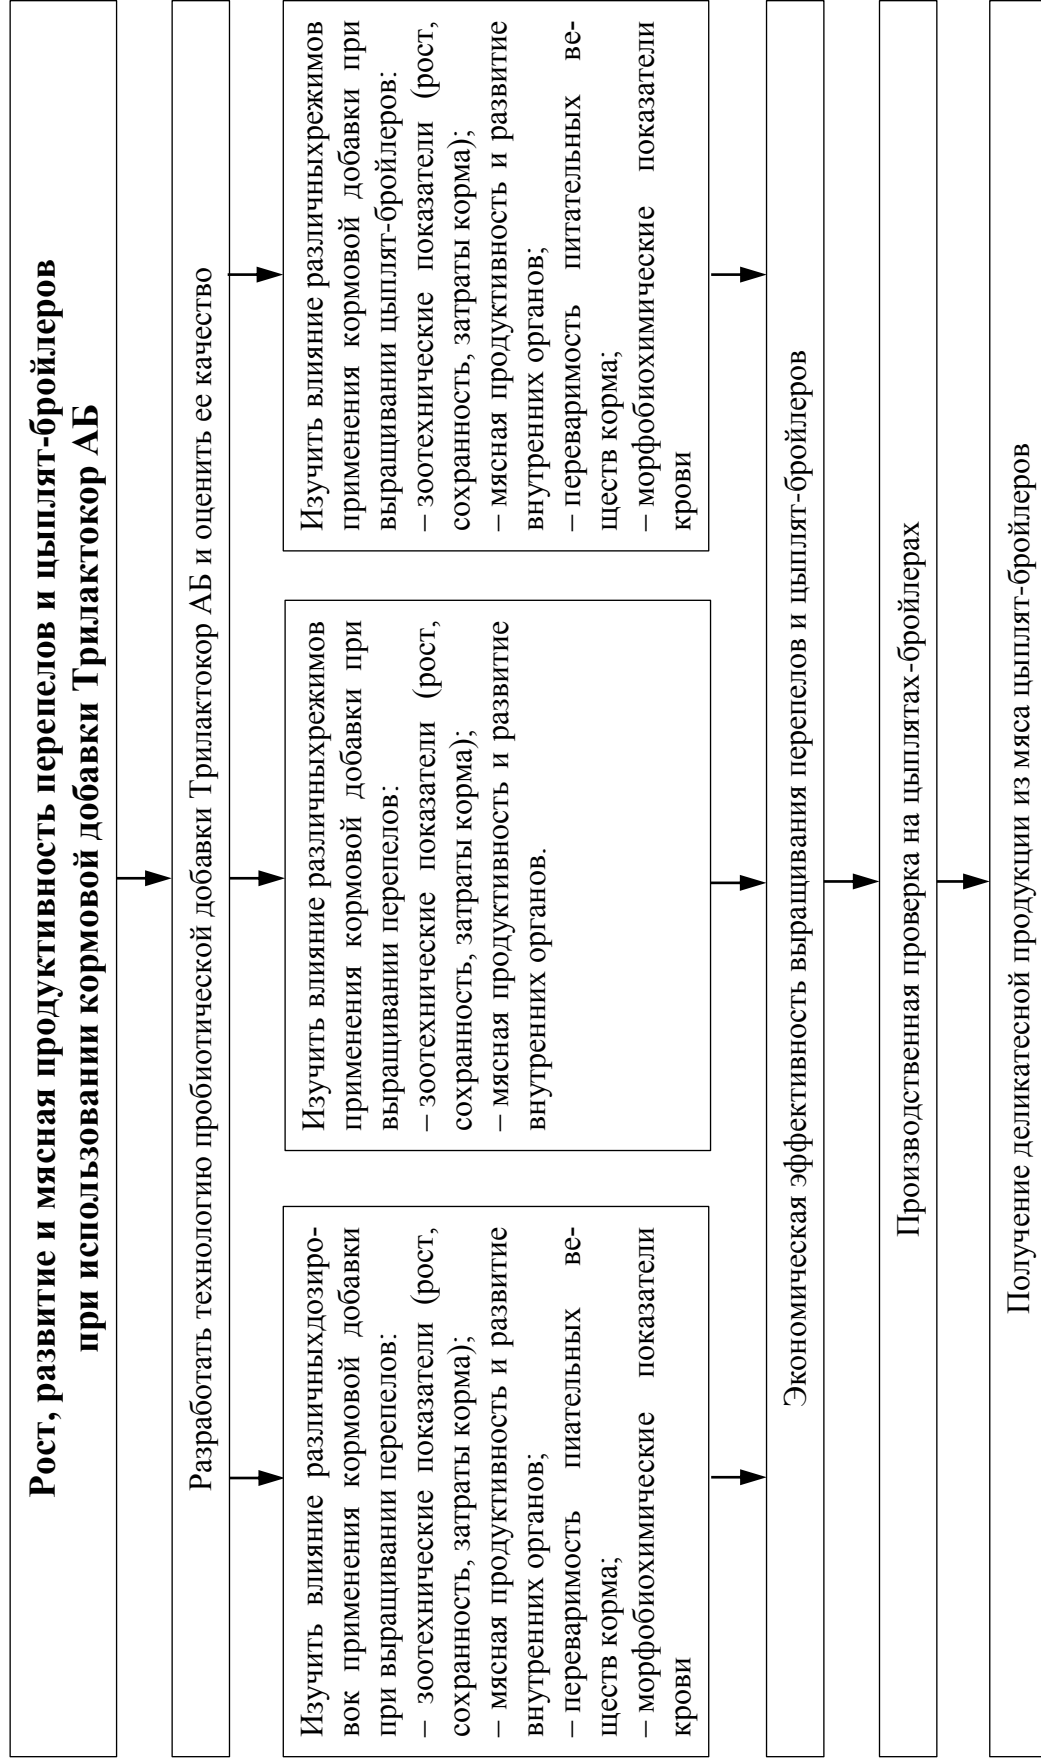 Рост, развитие и мясная продуктивность перепелов и цыплят-бройлеров
при использовании кормовой добавки Трилактокор АБ
Разработать технологию пробиотической добавки Трилактокор АБ и оценить ее качество
Изучить влияние различныхдозиро-
вок применения кормовой добавки
при выращивании перепелов:
– зоотехнические показатели (рост,
сохранность, затраты корма);
– мясная продуктивность и развитие
внутренних органов;
– переваримость пиательных ве-
ществ корма;
– морфобиохимические показатели
крови
Изучить влияние различныхрежимов
применения кормовой добавки при
выращивании перепелов:
– зоотехнические показатели (рост,
сохранность, затраты корма);
– мясная продуктивность и развитие
внутренних органов.
Изучить влияние различныхрежимов
применения кормовой добавки при
выращивании цыплят-бройлеров:
– зоотехнические показатели (рост,
сохранность, затраты корма);
– мясная продуктивность и развитие
внутренних органов;
– переваримость питательных ве-
ществ корма;
– морфобиохимические показатели
крови
Экономическая эффективность выращивания перепелов и цыплят-бройлеров
Производственная проверка на цыплятах-бройлерах
Получение деликатесной продукции из мяса цыплят-бройлеров